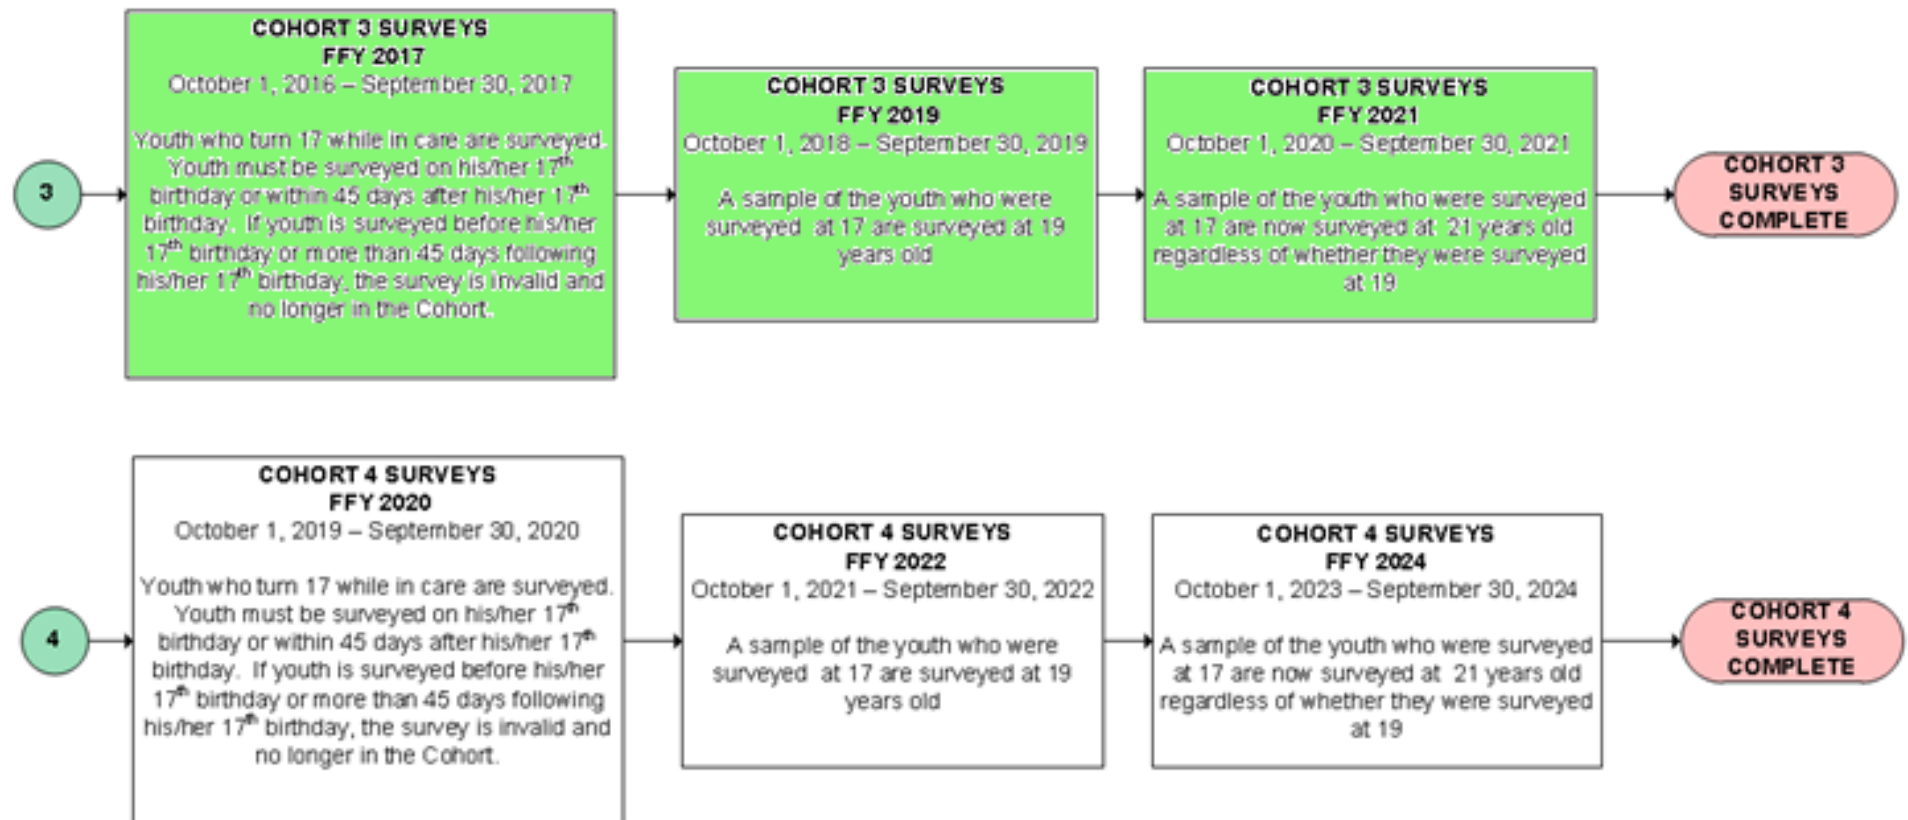 3
COHORT 3 SURVEYS
FFY 2017
October 1, 2016 – September 30, 2017
Youth who turn 17 while in care are surveyed.
Youth must be surveyed on his/her 17th
birthday or within 45 days after his/her 17th
birthday. If youth is surveyed before his/her
17th birthday or more than 45 days following
his/her 17th birthday, the survey is invalid and
no longer in the Cohort.
COHORT 3 SURVEYS
FFY 2019
October 1, 2018 – September 30, 2019
A sample of the youth who were
surveyed at 17 are surveyed at 19
years old
COHORT 3 SURVEYS
FFY 2021
October 1, 2020 – September 30, 2021
A sample of the youth who were surveyed
at 17 are now surveyed at 21 years old
regardless of whether they were surveyed
at 19
COHORT 3
SURVEYS
COMPLETE
4
COHORT 4 SURVEYS
FFY 2020
October 1, 2019 – September 30, 2020
Youth who turn 17 while in care are surveyed.
Youth must be surveyed on his/her 17th
birthday or within 45 days after his/her 17th
birthday. If youth is surveyed before his/her
17th birthday or more than 45 days following
his/her 17th birthday, the survey is invalid and
no longer in the Cohort.
COHORT 4 SURVEYS
FFY 2022
October 1, 2021 – September 30, 2022
A sample of the youth who were
surveyed at 17 are surveyed at 19
years old
COHORT 4 SURVEYS
FFY 2024
October 1, 2023 – September 30, 2024
A sample of the youth who were surveyed
at 17 are now surveyed at 21 years old
regardless of whether they were surveyed
at 19
COHORT 4
SURVEYS
COMPLETE